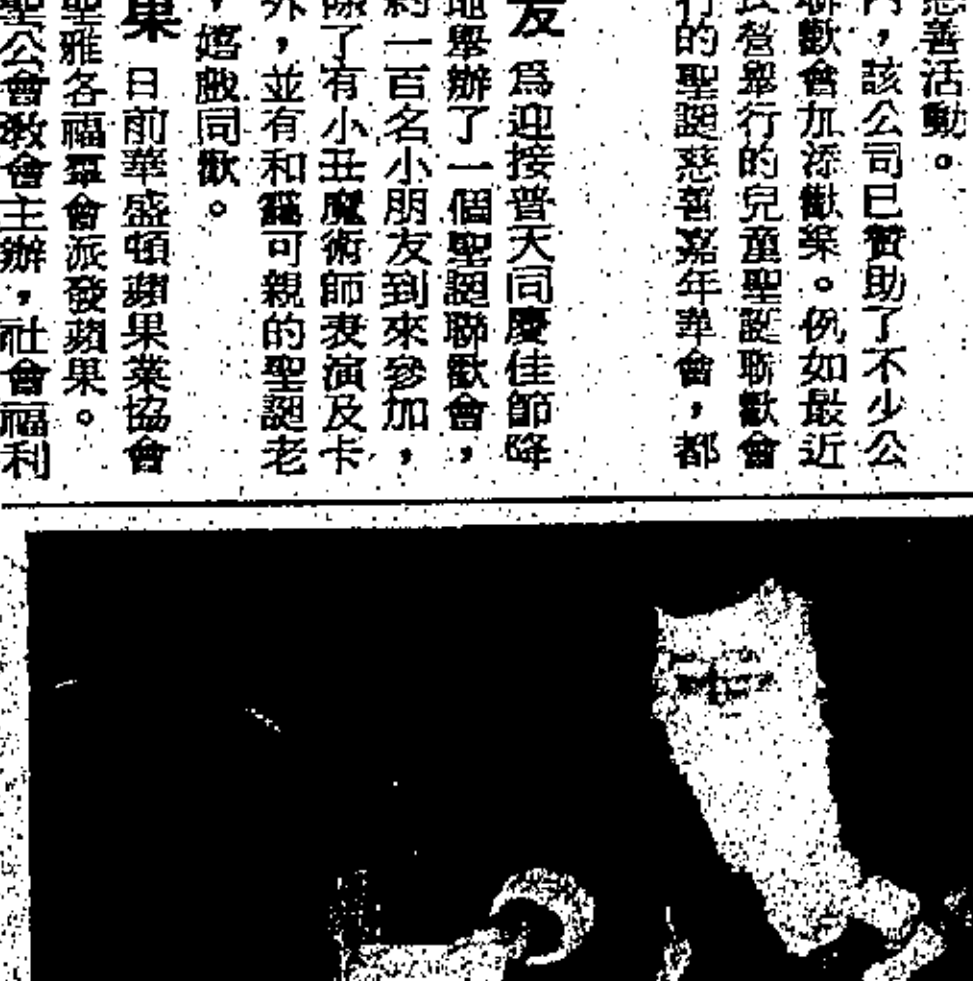 慈善活動。
內，該公司已贊助了不少公
聯歡會加添歡樂。例如最近
民營舉行的兒童聖誕聯歡會
行的聖誕慈善嘉年華會，都
友 為迎接普天同慶佳節降
地舉辦了一個聖誕聯歡會，
約一百名小朋友到來參加，
除了有小丑魔術師表演及卡
外，並有和靄可親的聖誕老
，嬉戲同歡。
果 日前華盛頓蘋果業協會
聖雅各福羣會派發蘋果。
聖公會教會主辦，社會福利